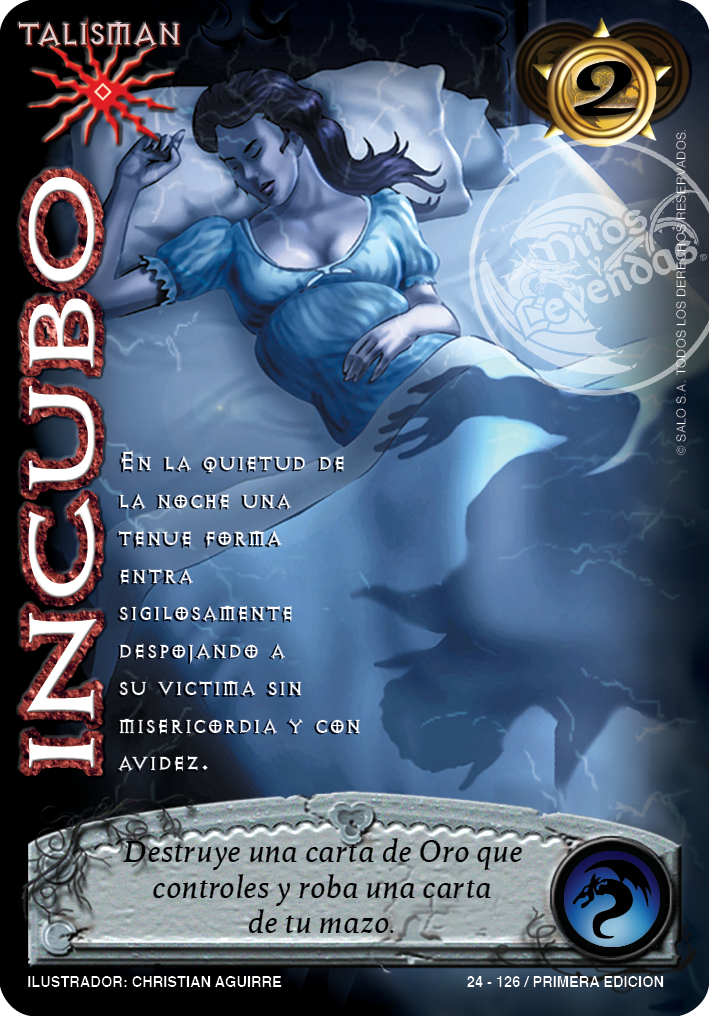 TALISMAN
2
INCUBO
Mitos
y
Leyendas
®
© SALO S.A. TODOS LOS DERECHOS RESERVADOS.
EN LA QUIETUD DE
LA NOCHE UNA
TENUE FORMA
ENTRA
SIGILOSAMENTE
DESPOJANDO A
SU VICTIMA SIN
MISERICORDIA Y CON
AVIDEZ.
Destruye una carta de Oro que
controles y roba una carta
de tu mazo.
ILUSTRADOR: CHRISTIAN AGUIRRE
24 - 126 / PRIMERA EDICION